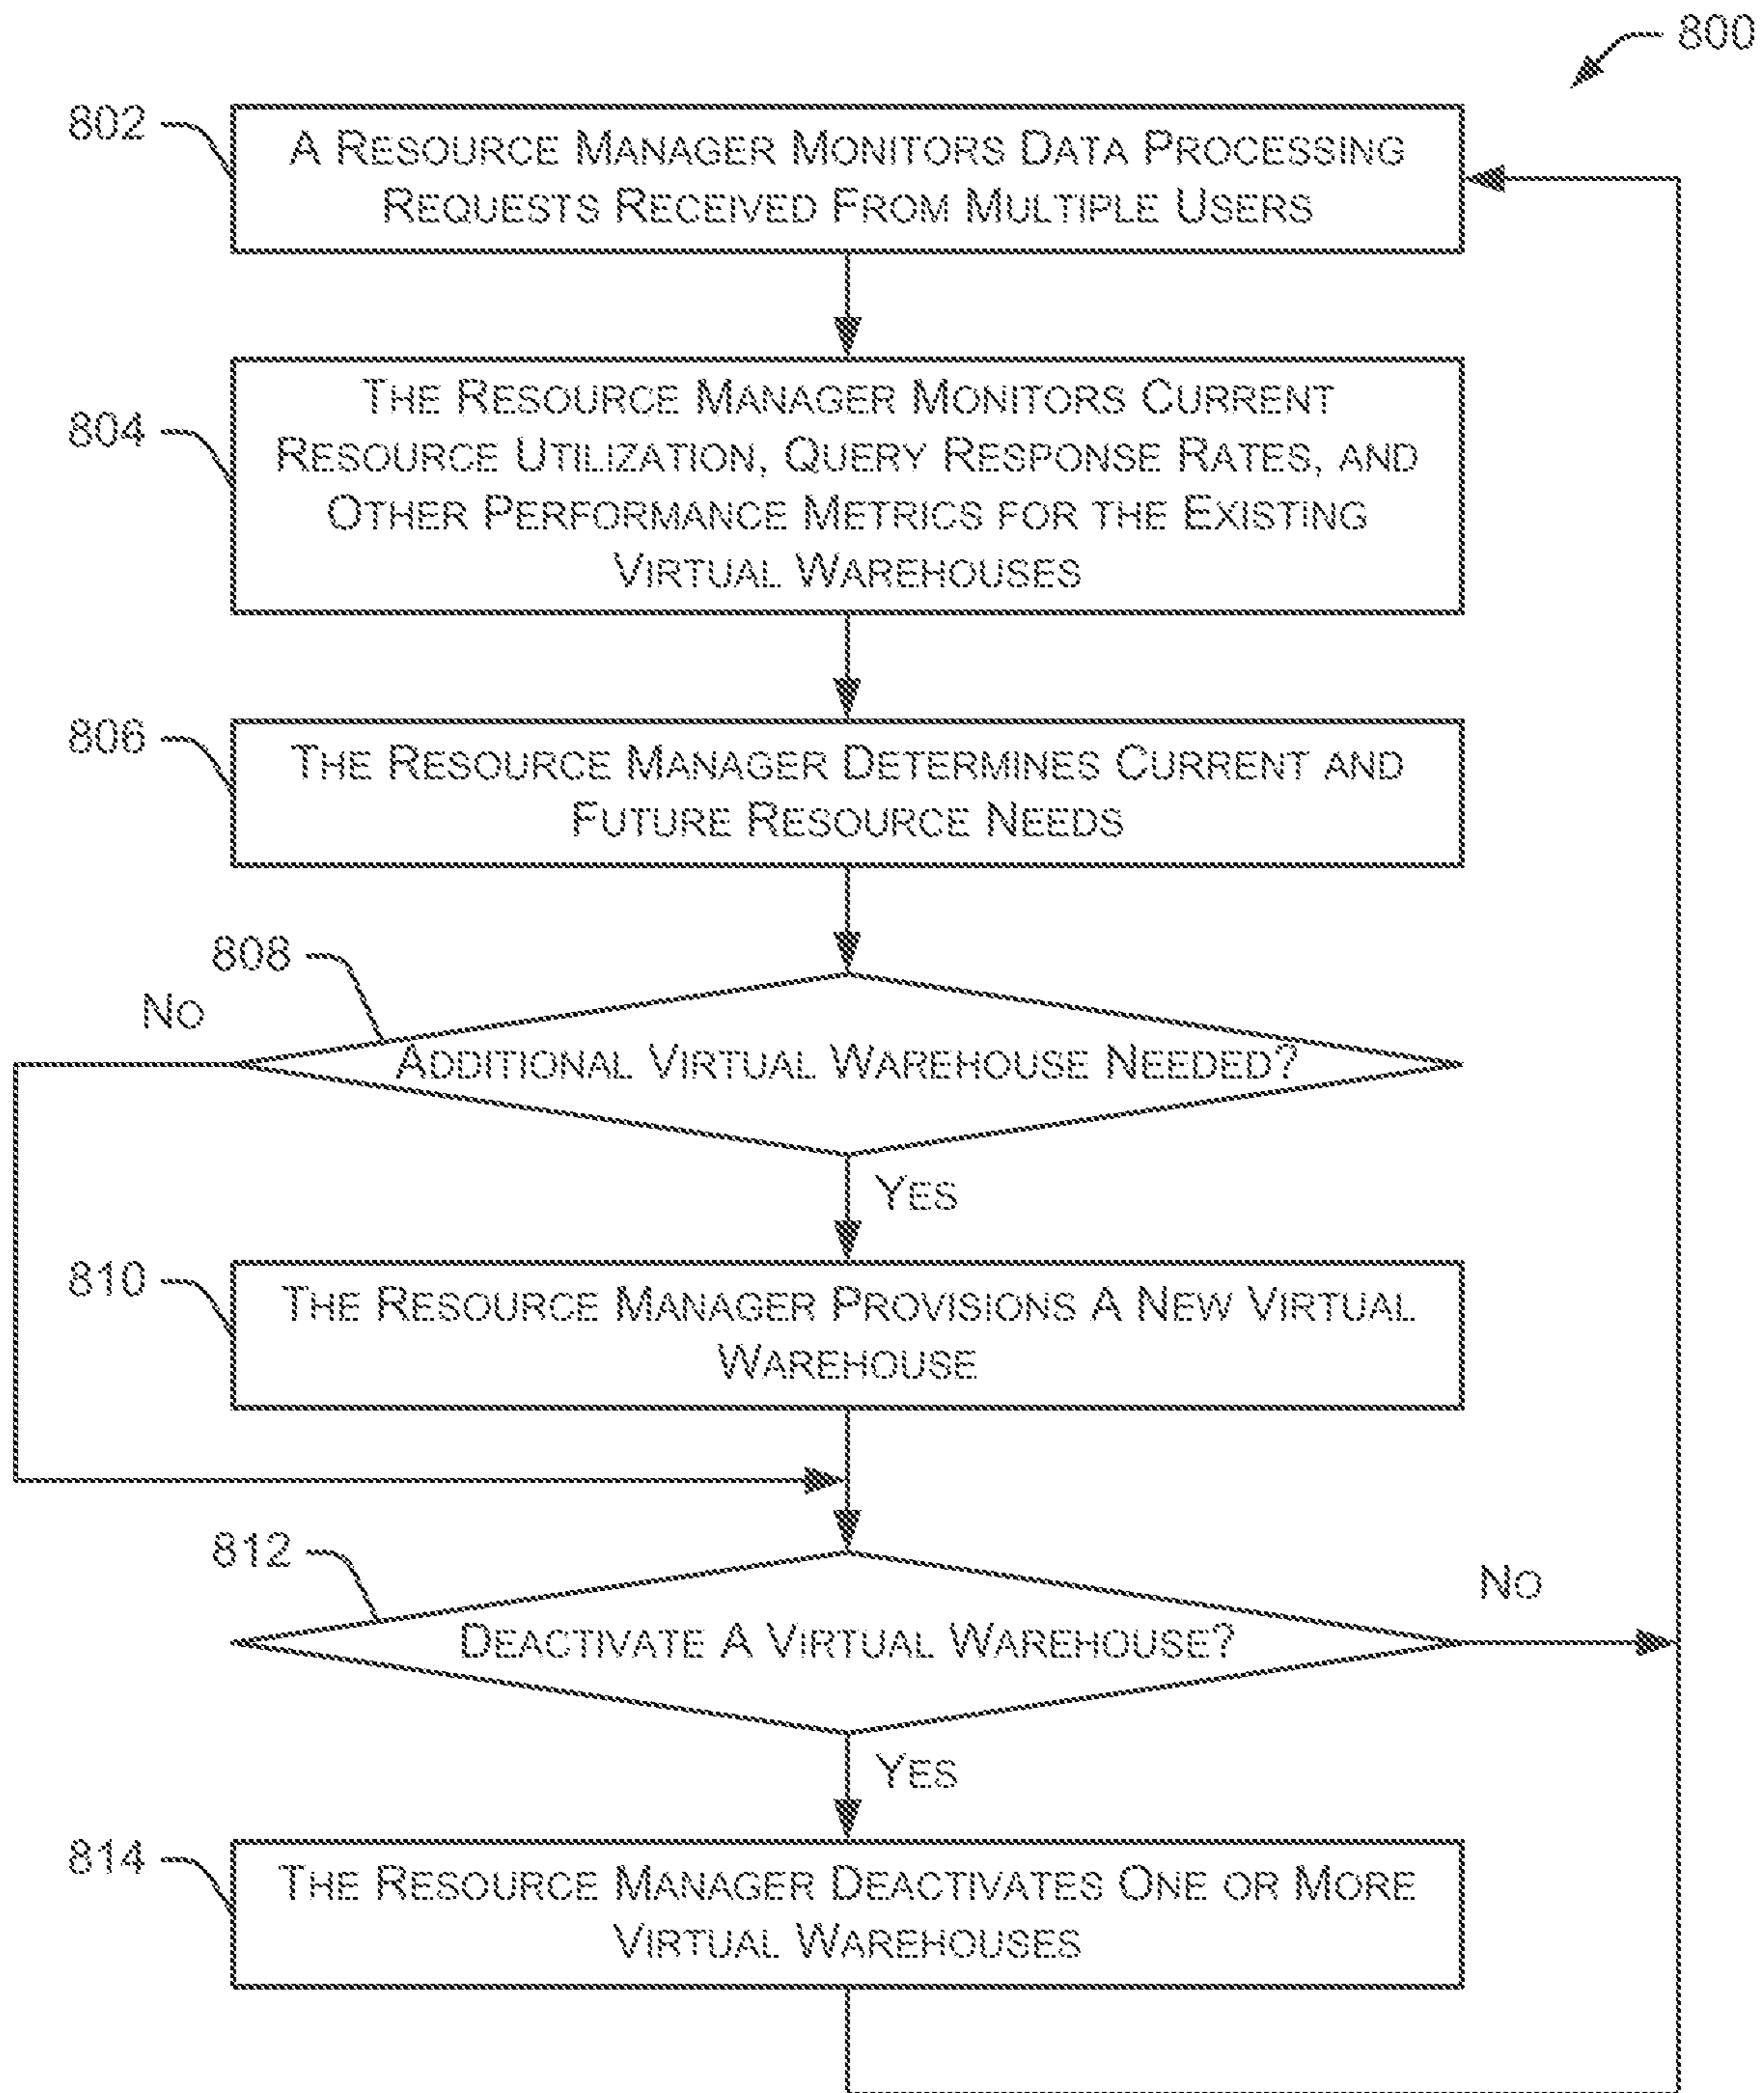 800
802
A RESOURCE MANAGER MONITORS DATA PROCESSING
REQUESTS RECEIVED FROM MULTIPLE USERS
804
THE RESOURCE MANAGER MONITORS CURRENT
RESOURCE UTILIZATION, QUERY RESPONSE RATES, AND
OTHER PERFORMANCE METRICS FOR THE EXISTING
VIRTUAL WAREHOUSES
806
THE RESOURCE MANAGER DETERMINES CURRENT AND
FUTURE RESOURCE NEEDS
808
NO
ADDITIONAL VIRTUAL WAREHOUSE NEEDED?
YES
810
THE RESOURCE MANAGER PROVISIONS A NEW VIRTUAL
WAREHOUSE
812
NO
DEACTIVATE A VIRTUAL WAREHOUSE?
YES
814
THE RESOURCE MANAGER DEACTIVATES ONE OR MORE
VIRTUAL WAREHOUSES